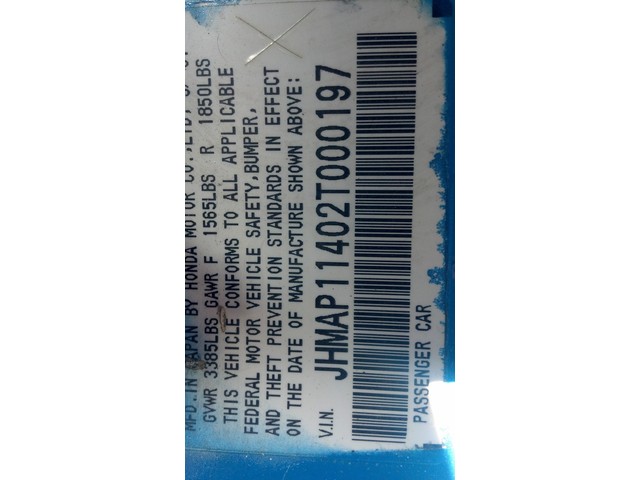 MFD. IN JAPAN BY HONDA MOTOR CO., LTD.
GVWR 3385LBS GAWR F 1565LBS R 1850LBS
THIS VEHICLE CONFORMS TO ALL APPLICABLE
FEDERAL MOTOR VEHICLE SAFETY, BUMPER,
AND THEFT PREVENTION STANDARDS IN EFFECT
ON THE DATE OF MANUFACTURE SHOWN ABOVE:
V.I.N. JHMAP11402T000197
PASSENGER CAR